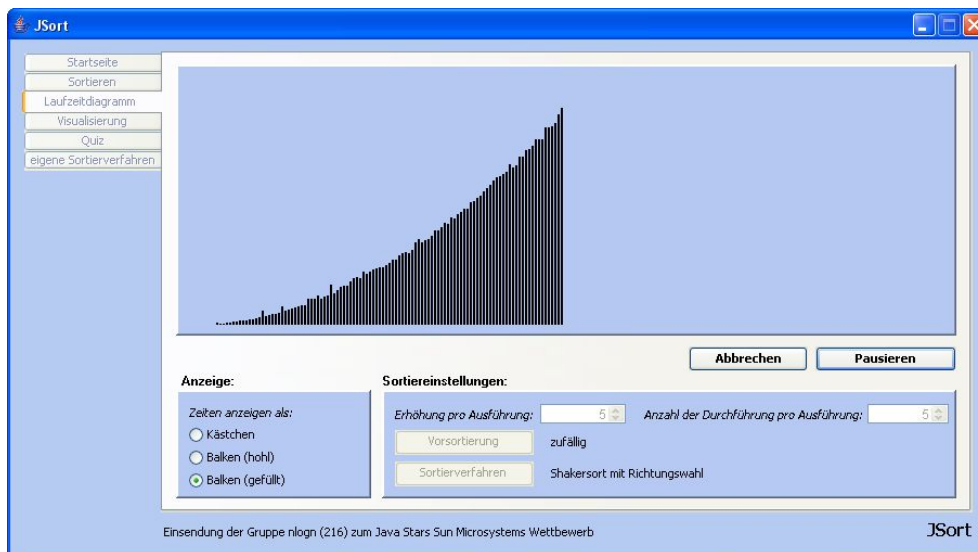 JSort
Startseite
Sortieren
Laufzeitdiagramm
Visualisierung
Quiz
eigene Sortierverfahren
Abbrechen Pausieren
Anzeige:
Zeiten anzeigen als:
Kästchen
Balken (hohl)
Balken (gefüllt)
Sortiereinstellungen:
Erhöhung pro Ausführung: 5 Anzahl der Durchführung pro Ausführung: 5
Vorsortierung zufällig
Sortierverfahren Shakersort mit Richtungswahl
Einsendung der Gruppe nlogn (216) zum Java Stars Sun Microsystems Wettbewerb
JSort